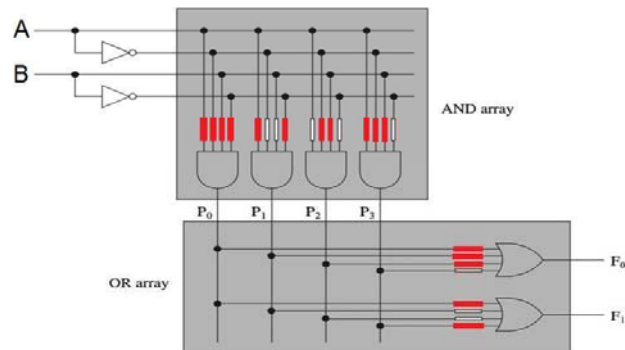 A
B
AND array
P₀ P₁ P₂ P₃
OR array
F₀
F₁